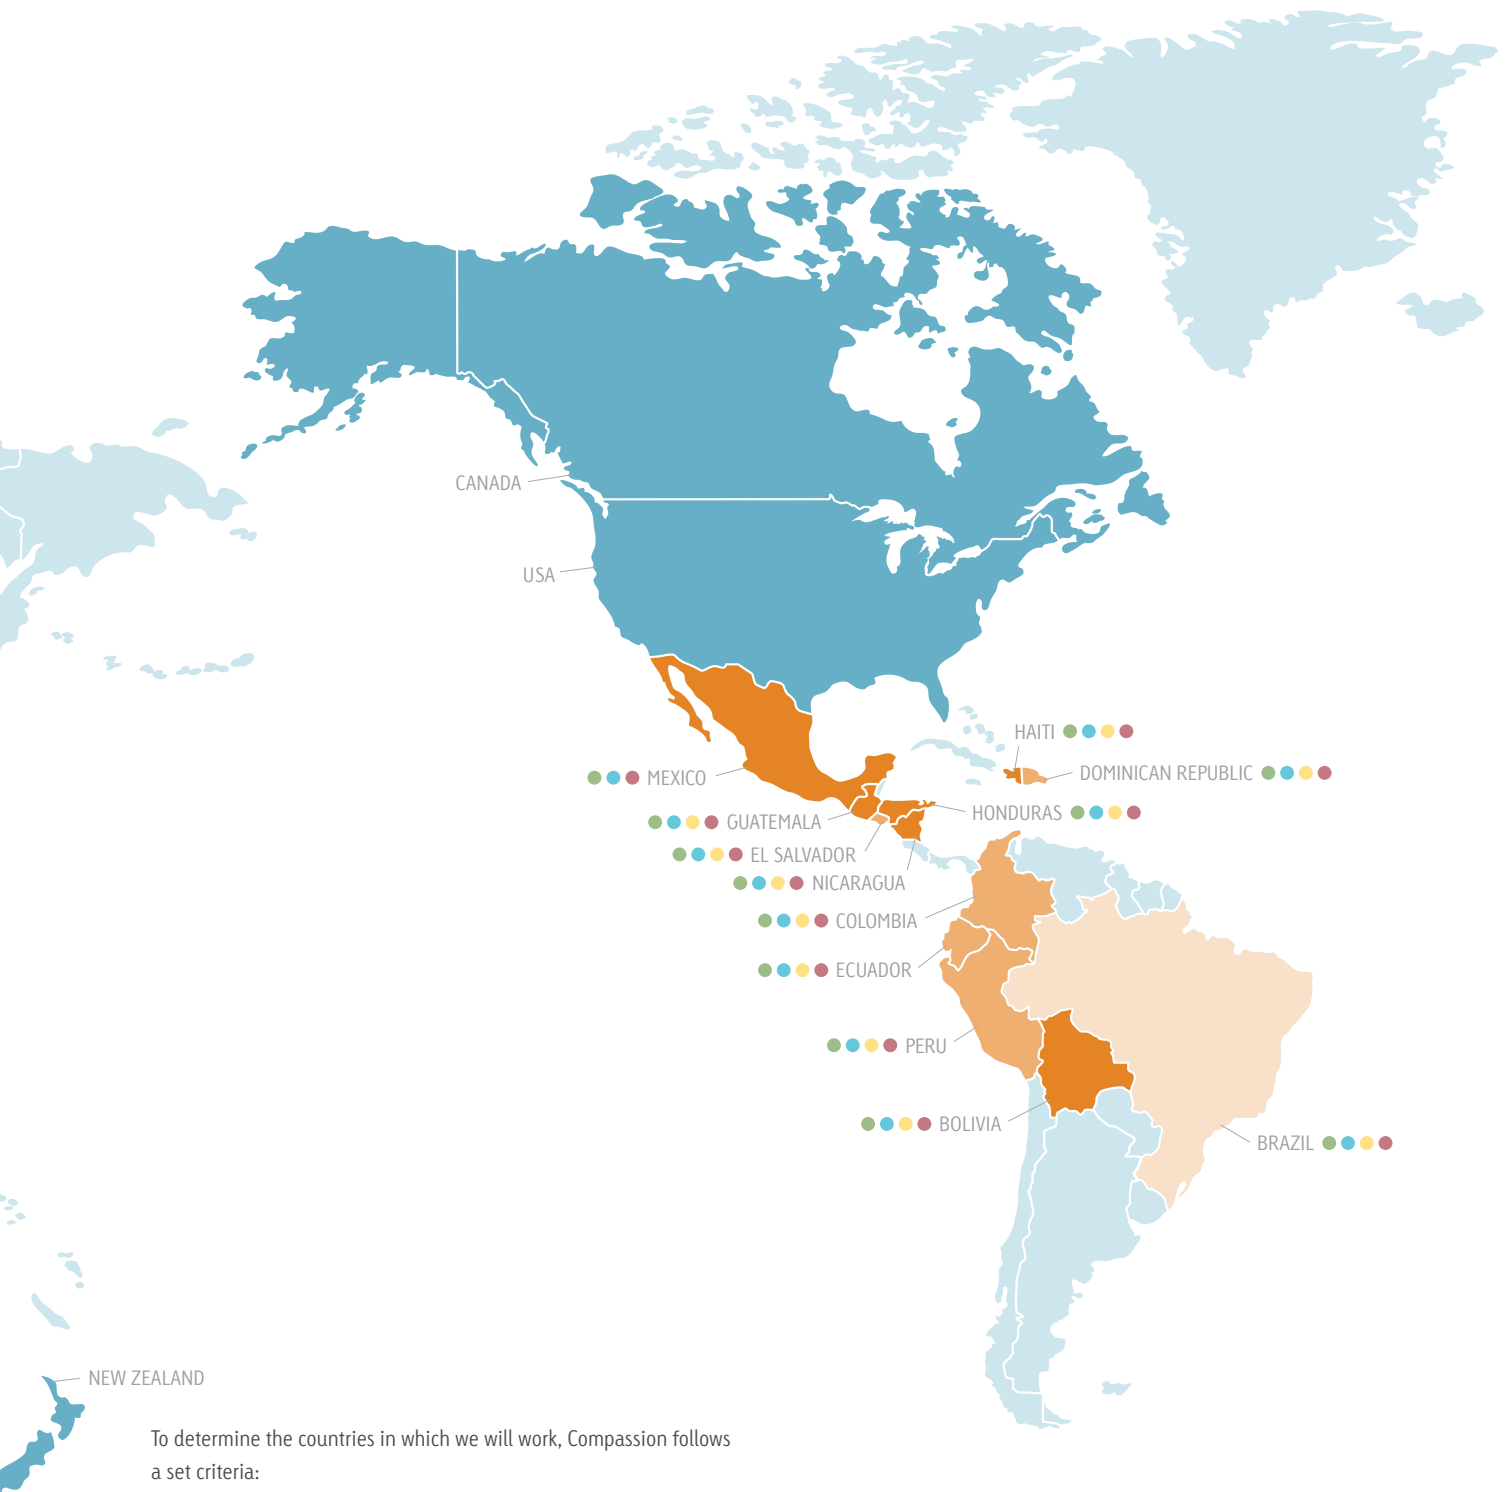 CANADA
USA
HAITI
DOMINICAN REPUBLIC
MEXICO
HONDURAS
GUATEMALA
EL SALVADOR
NICARAGUA
COLOMBIA
ECUADOR
PERU
BOLIVIA
BRAZIL
NEW ZEALAND
To determine the countries in which we will work, Compassion follows
a set criteria: